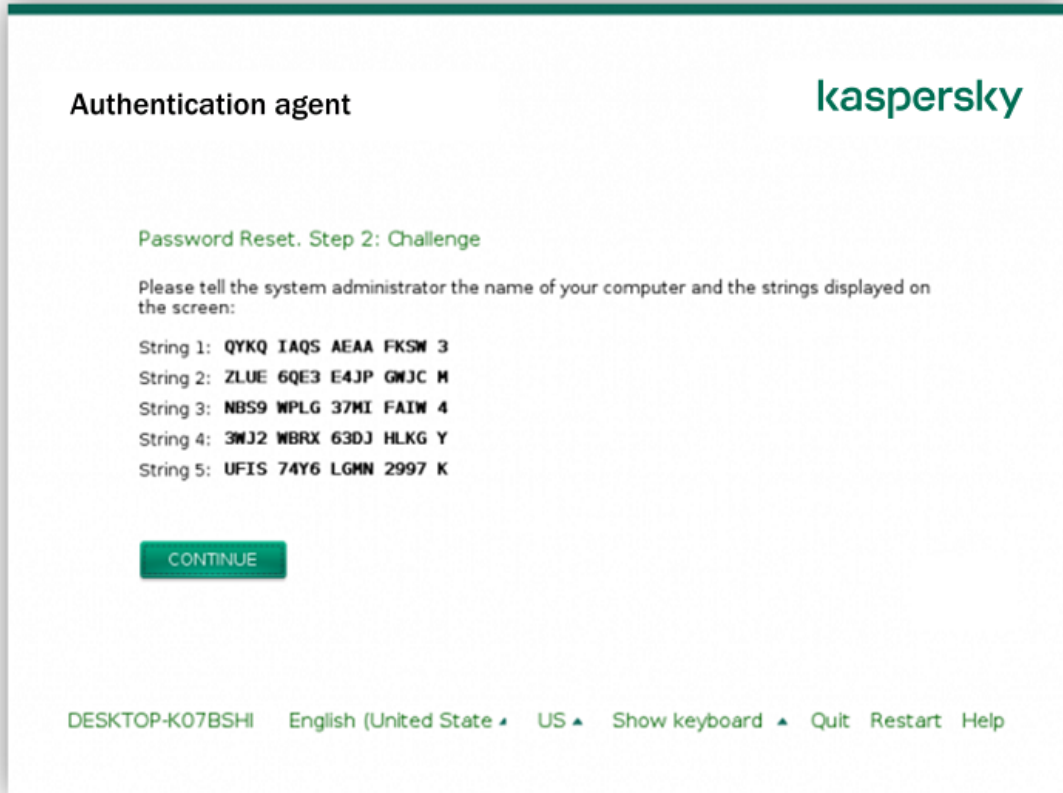 Authentication agent
kaspersky
Password Reset. Step 2: Challenge
Please tell the system administrator the name of your computer and the strings displayed on
the screen:
String 1: QYKQ IAQS AEAA FKSW 3
String 2: ZLUE 6QE3 E4JP GWJC M
String 3: NBS9 WPLG 37MI FAIW 4
String 4: 3WJ2 WBRX 63DJ HLKG Y
String 5: UFIS 74Y6 LGMN 2997 K
CONTINUE
DESKTOP-K07BSHI English (United State US Show keyboard Quit Restart Help